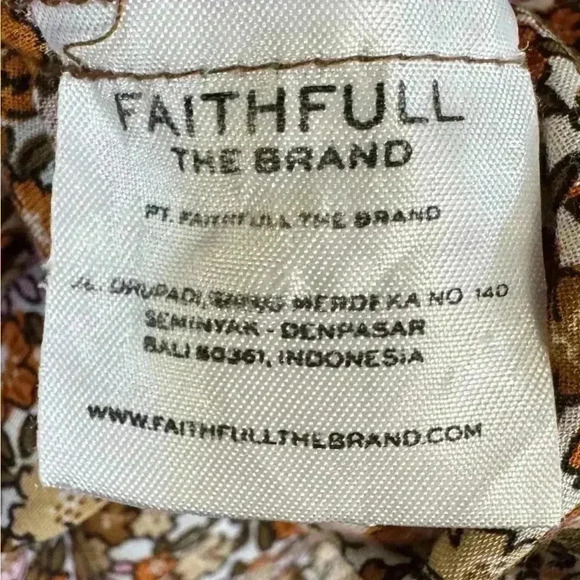 FAITHFULL
THE BRAND
PT. FAITHFULL THE BRAND
JL. DRUPADI, MERDEKA NO 140
SEMINYAK - DENPASAR
BALI 80361, INDONESIA
WWW.FAITHFULLTHEBRAND.COM